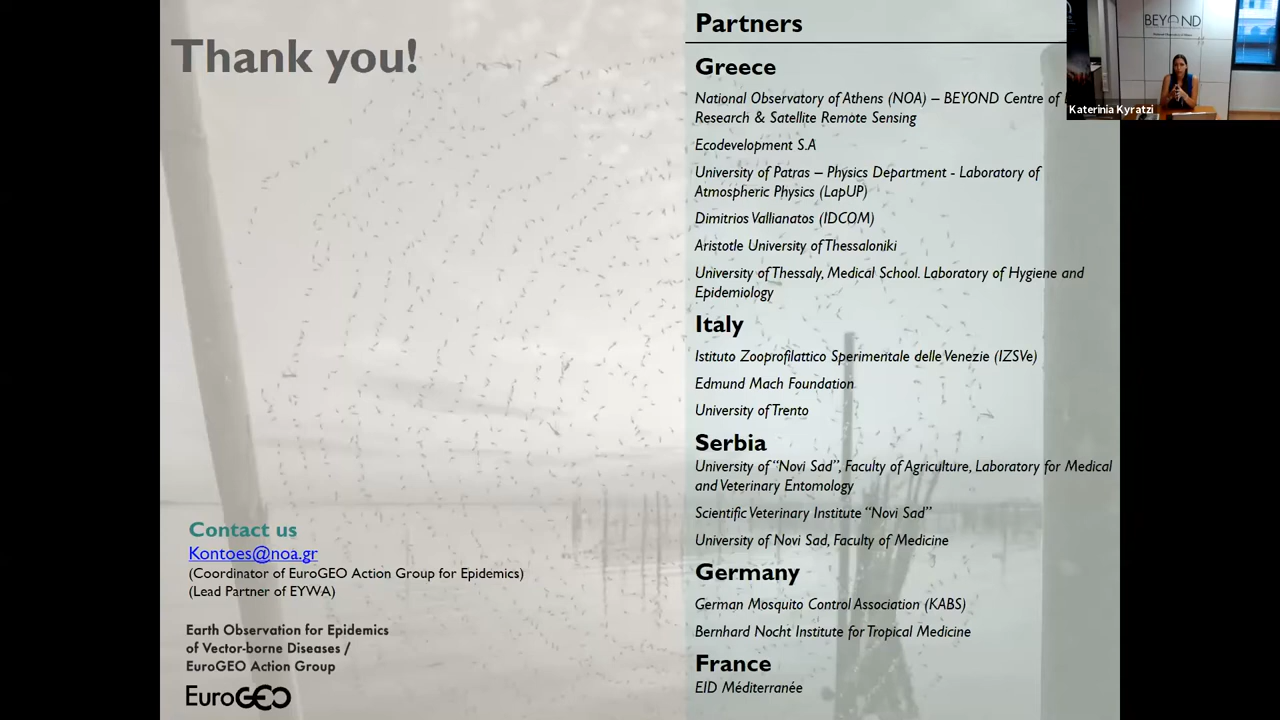 Thank you!
Contact us
Kontoes@noa.gr
(Coordinator of EuroGEO Action Group for Epidemics)
(Lead Partner of EYWA)
Earth Observation for Epidemics
of Vector-borne Diseases /
EuroGEO Action Group
EuroGEO
Partners
Greece
National Observatory of Athens (NOA) – BEYOND Centre of
Research & Satellite Remote Sensing
Ecodevelopment S.A
University of Patras – Physics Department - Laboratory of
Atmospheric Physics (LapUP)
Dimitrios Vallianatos (IDCOM)
Aristotle University of Thessaloniki
University of Thessaly, Medical School. Laboratory of Hygiene and
Epidemiology
Italy
Istituto Zooprofilattico Sperimentale delle Venezie (IZSVe)
Edmund Mach Foundation
University of Trento
Serbia
University of “Novi Sad”, Faculty of Agriculture, Laboratory for Medical
and Veterinary Entomology
Scientific Veterinary Institute “Novi Sad”
University of Novi Sad, Faculty of Medicine
Germany
German Mosquito Control Association (KABS)
Bernhard Nocht Institute for Tropical Medicine
France
EID Méditerranée
BEYOND
Katerinia Kyratzi